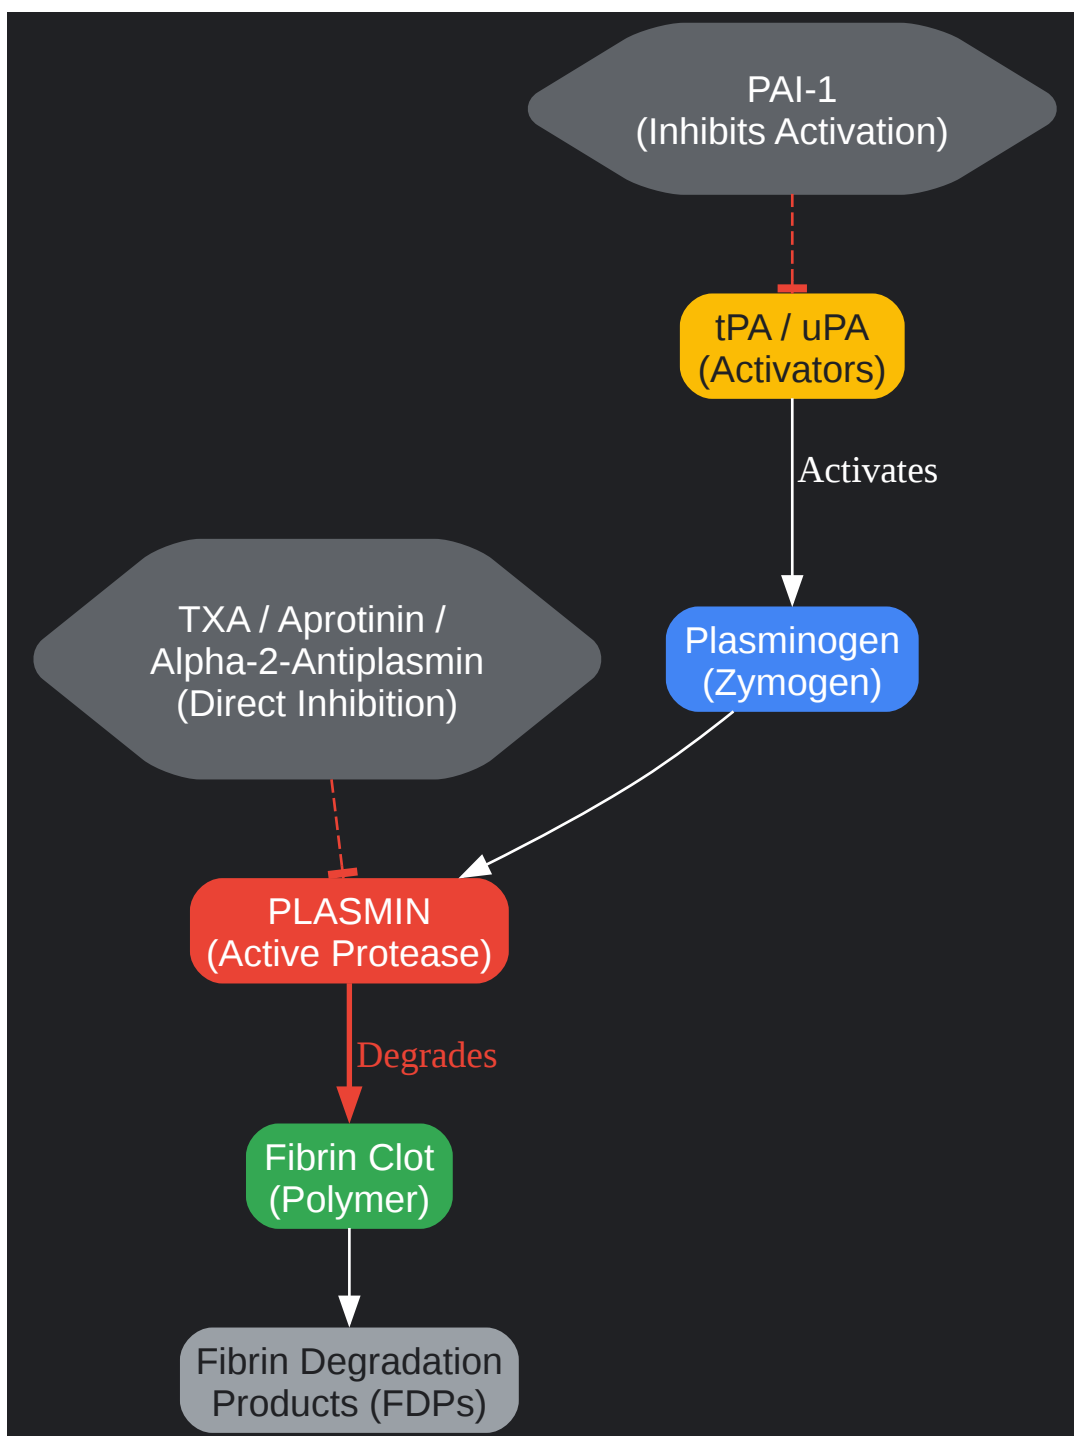 PAI-1
(Inhibits Activation)
tPA / uPA
(Activators)
Activates
TXA / Aprotinin /
Alpha-2-Antiplasmin
(Direct Inhibition)
Plasminogen
(Zymogen)
PLASMIN
(Active Protease)
Degrades
Fibrin Clot
(Polymer)
Fibrin Degradation
Products (FDPs)